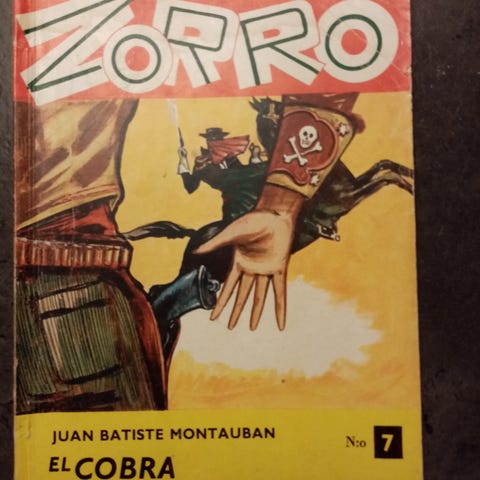 ZORRO
JUAN BATISTE MONTAUBAN
N:o 7
EL COBRA